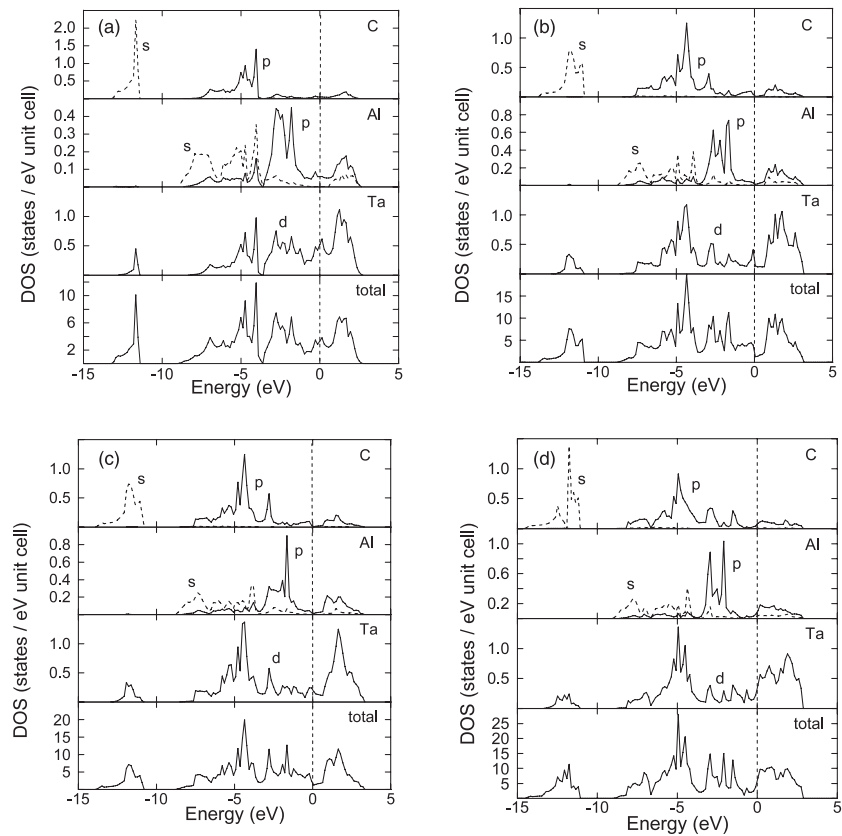 (a)
C
s
p
2.0
1.5
1.0
0.5
Al
s
p
0.4
0.3
0.2
0.1
Ta
d
1.0
0.5
total
10
8
6
4
2
-15 -10 -5 0 5
Energy (eV)
DOS (states / eV unit cell)
(b)
C
s
p
1.0
0.5
Al
s
p
0.8
0.6
0.4
0.2
Ta
d
1.0
0.5
total
15
10
5
-15 -10 -5 0 5
Energy (eV)
DOS (states / eV unit cell)
(c)
C
s
p
1.0
0.5
Al
s
p
0.8
0.6
0.4
0.2
Ta
d
1.0
0.5
total
20
15
10
5
-15 -10 -5 0 5
Energy (eV)
DOS (states / eV unit cell)
(d)
C
s
p
1.0
0.5
Al
s
p
1.0
0.8
0.6
0.4
0.2
Ta
d
1.0
0.5
total
25
20
15
10
5
-15 -10 -5 0 5
Energy (eV)
DOS (states / eV unit cell)